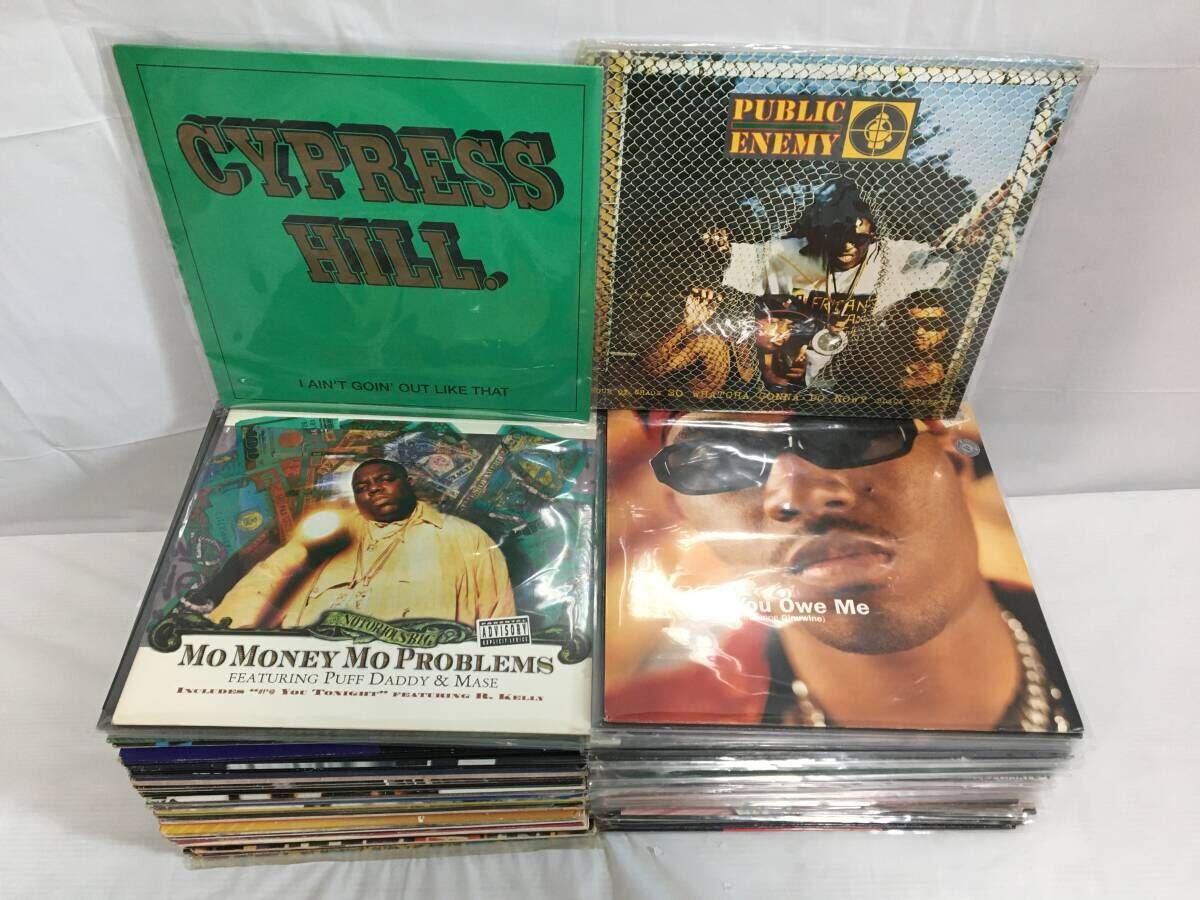 CYPRESS
HILL.
I AIN'T GOIN' OUT LIKE THAT
PUBLIC
ENEMY
SO WHATCHA GONNA DO NOW?
NOTORIOUS B.I.G.
PARENTAL
ADVISORY
EXPLICIT LYRICS
MO MONEY MO PROBLEMS
FEATURING PUFF DADDY & MASE
INCLUDES "#!*@ YOU TONIGHT" FEATURING R. KELLY
You Owe Me
Ginuwine)